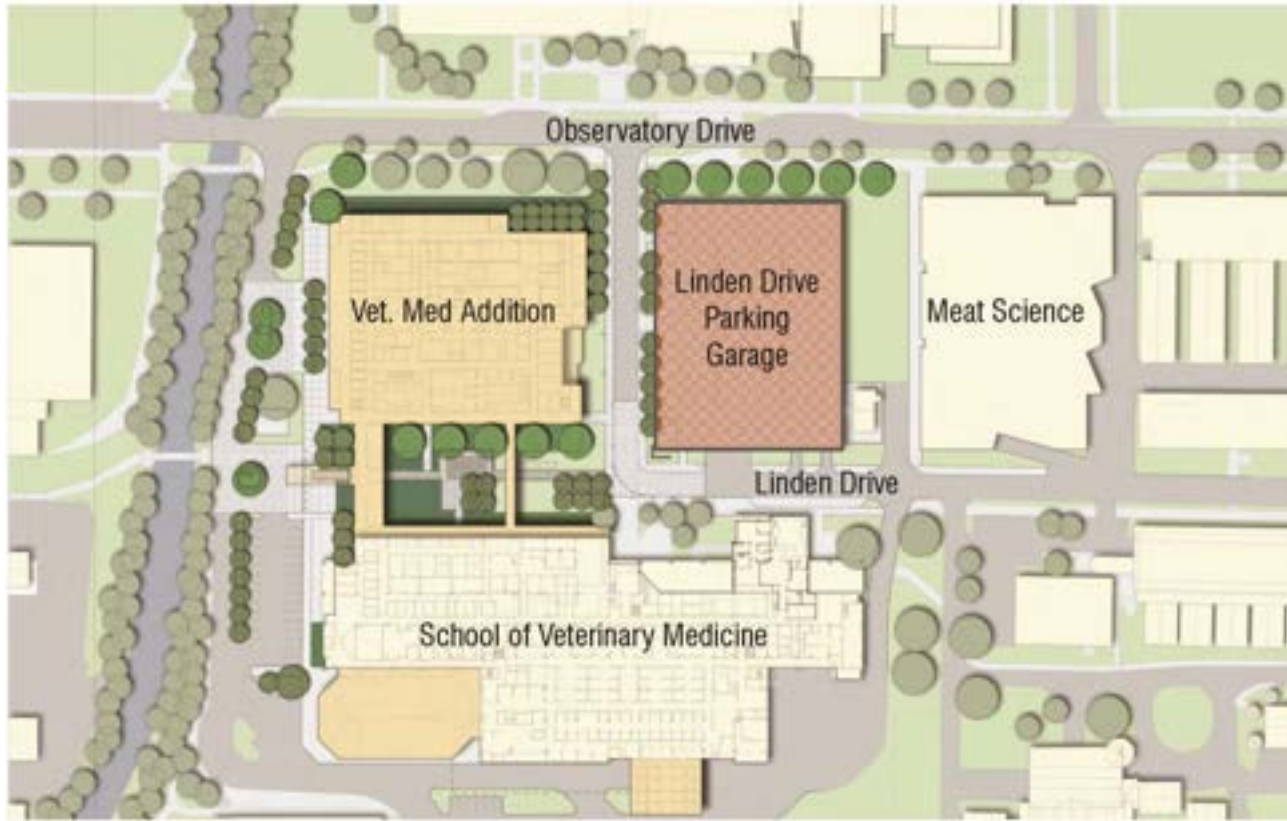 Observatory Drive
Vet. Med Addition
Linden Drive
Parking
Garage
Meat Science
Linden Drive
School of Veterinary Medicine